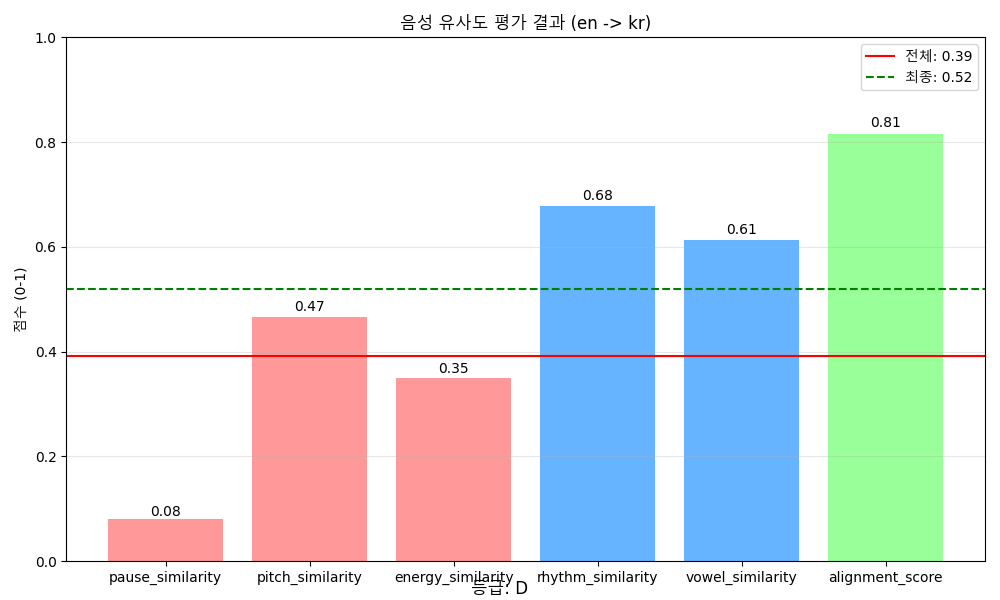 음성 유사도 평가 결과 (en -> kr)
전체: 0.39
최종: 0.52
점수 (0-1)
1.0
0.8
0.6
0.4
0.2
0.0
0.08
0.47
0.35
0.68
0.61
0.81
pause_similarity
pitch_similarity
energy_similarity
rhythm_similarity
vowel_similarity
alignment_score
등급: D